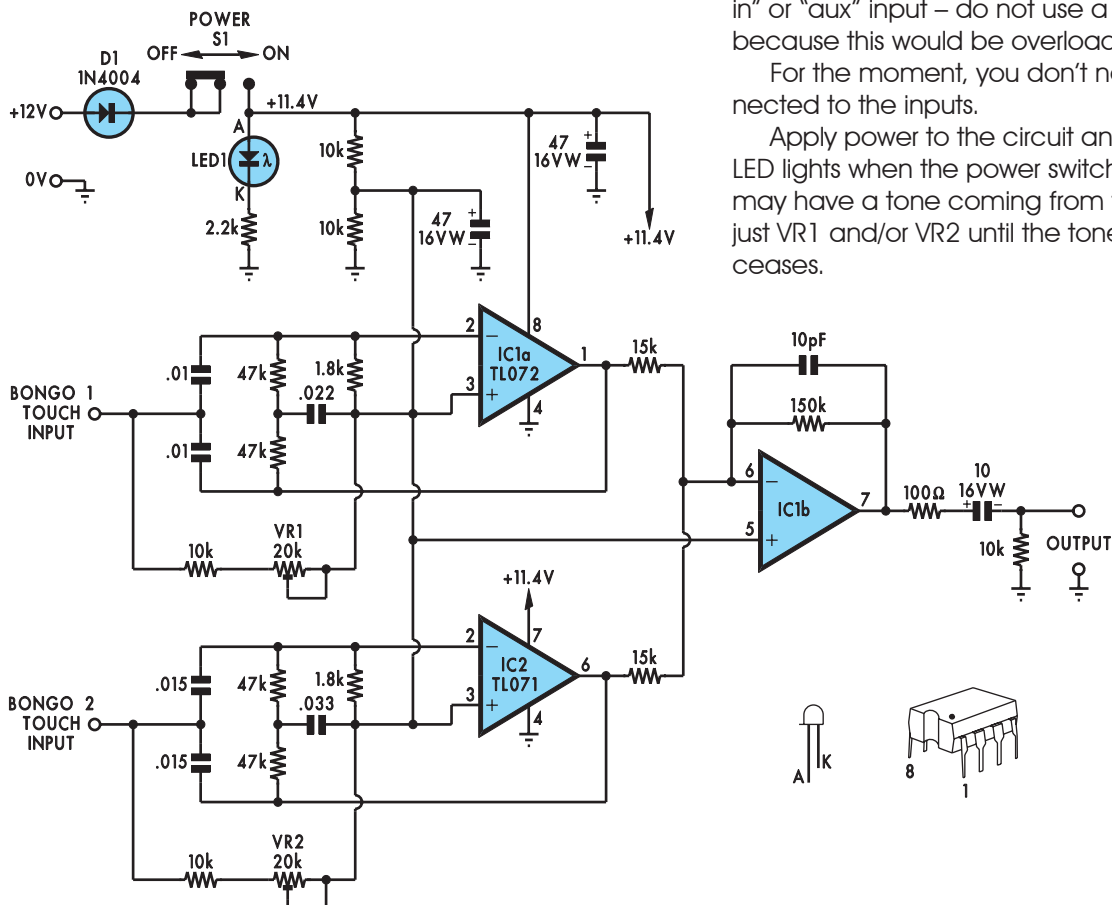 in” or “aux” input – do not use a
because this would be overload
For the moment, you don’t ne
nected to the inputs.
Apply power to the circuit an
LED lights when the power switch
may have a tone coming from
just VR1 and/or VR2 until the tone
ceases.
POWER
S1
OFF ON
D1
1N4004
+12V
+11.4V
A
LED1
λ
K
2.2k
0V
10k
10k
47
16VW
+
−
47
16VW
+
−
+11.4V
BONGO 1
TOUCH
INPUT
.01
.01
47k
47k
1.8k
.022
10k
VR1
20k
2
−
3
+
IC1a
TL072
8
1
4
15k
10pF
150k
6
−
5
+
IC1b
7
100Ω
10
16VW
+ −
10k
OUTPUT
BONGO 2
TOUCH
INPUT
.015
.015
47k
47k
1.8k
.033
10k
VR2
20k
+11.4V
2
−
3
+
IC2
TL071
7
6
4
15k
A
K
8
1